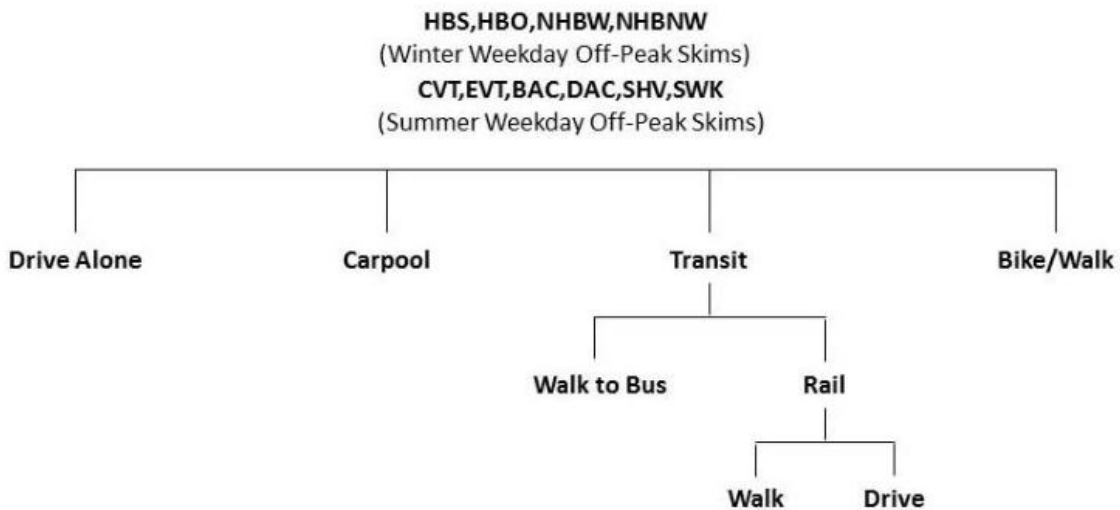 HBS,HBO,NHBW,NHBNW
(Winter Weekday Off-Peak Skims)
CVT,EVT,BAC,DAC,SHV,SWK
(Summer Weekday Off-Peak Skims)
Drive Alone
Carpool
Transit
Bike/Walk
Walk to Bus
Rail
Walk
Drive